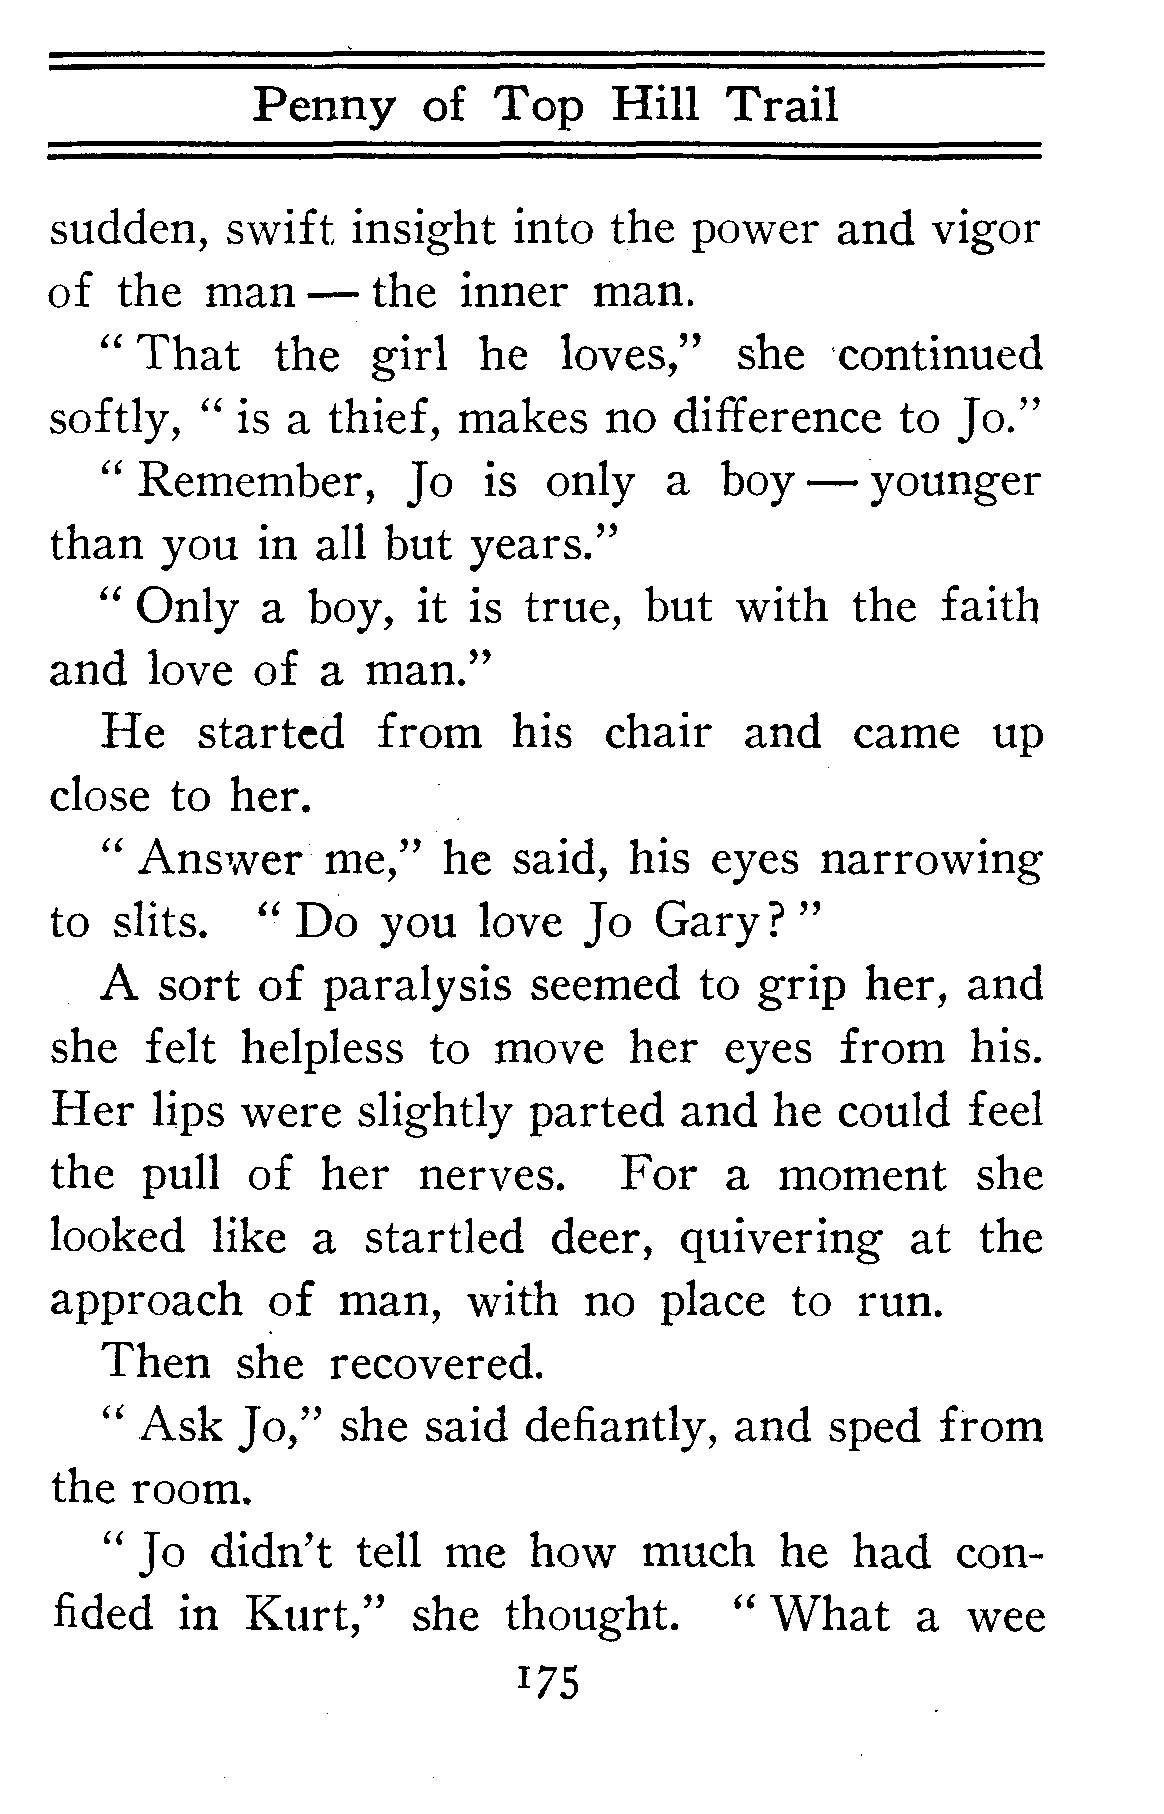 Penny of Top Hill Trail
sudden, swift insight into the power and vigor
of the man — the inner man.
“ That the girl he loves,” she continued
softly, “ is a thief, makes no difference to Jo.”
“ Remember, Jo is only a boy — younger
than you in all but years.”
“ Only a boy, it is true, but with the faith
and love of a man.”
He started from his chair and came up
close to her.
“ Answer me,” he said, his eyes narrowing
to slits. “ Do you love Jo Gary? ”
A sort of paralysis seemed to grip her, and
she felt helpless to move her eyes from his.
Her lips were slightly parted and he could feel
the pull of her nerves. For a moment she
looked like a startled deer, quivering at the
approach of man, with no place to run.
Then she recovered.
“ Ask Jo,” she said defiantly, and sped from
the room.
“ Jo didn’t tell me how much he had con-
fided in Kurt,” she thought. “ What a wee
175